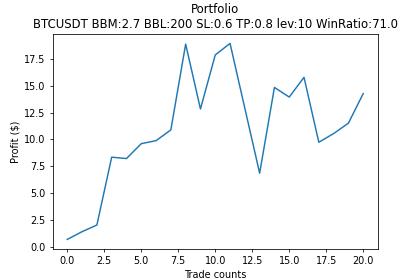 Portfolio
BTCUSDT BBM:2.7 BBL:200 SL:0.6 TP:0.8 lev:10 WinRatio:71.0
17.5
15.0
12.5
10.0
7.5
5.0
2.5
0.0
Profit ($)
0.0 2.5 5.0 7.5 10.0 12.5 15.0 17.5 20.0
Trade counts